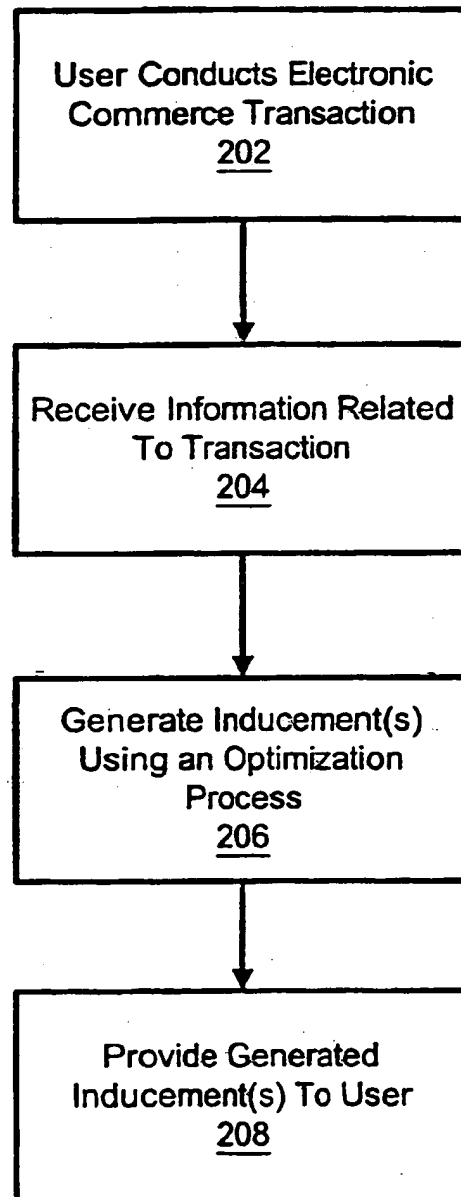 User Conducts Electronic
Commerce Transaction
202
Receive Information Related
To Transaction
204
Generate Inducement(s)
Using an Optimization
Process
206
Provide Generated
Inducement(s) To User
208